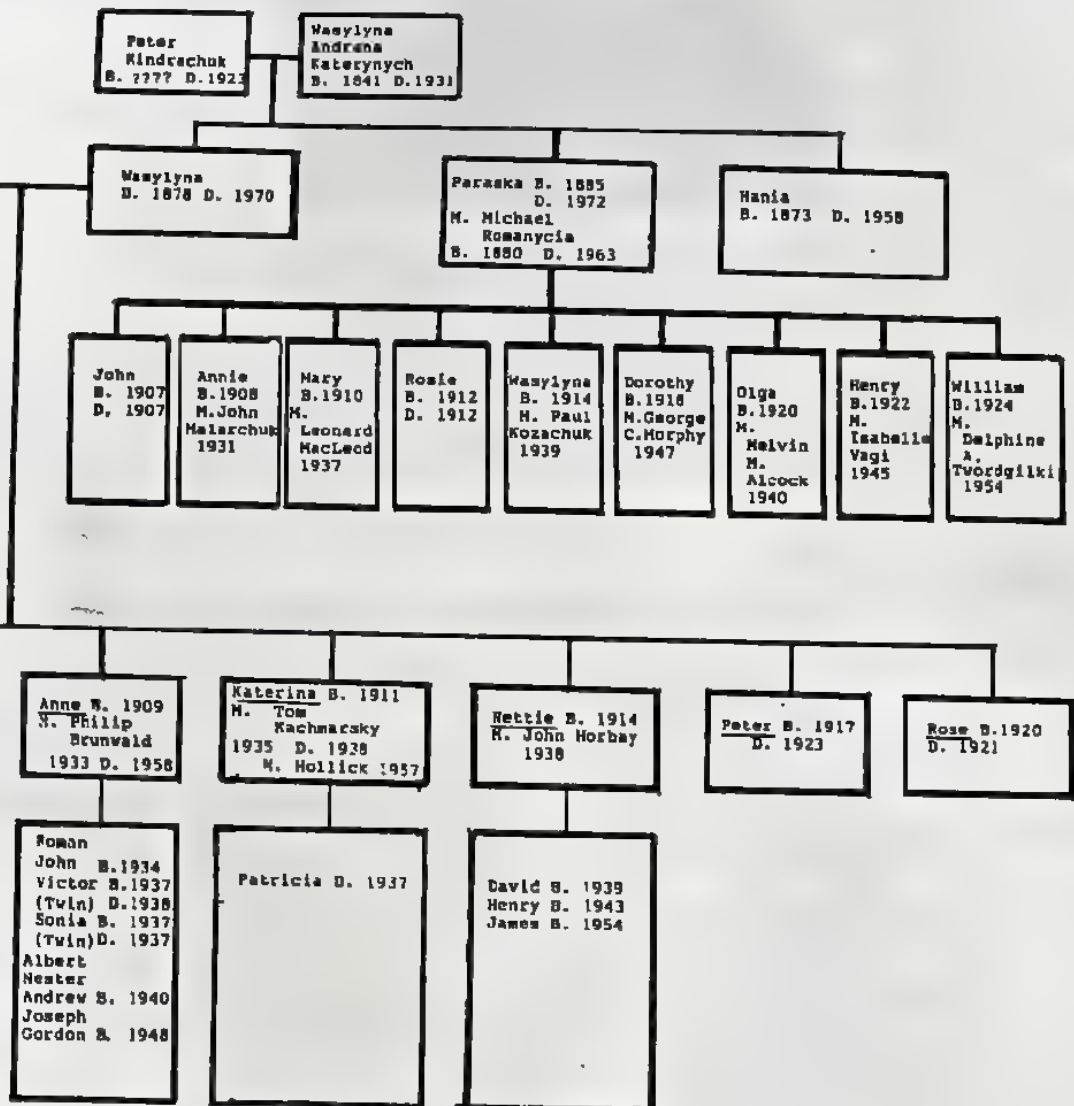 Peter
Kindrachuk
B. ???? D.1923
Wasylyna
Andrena
Katerynych
B. 1841 D.1931
Wasylyna
B. 1878 D. 1970
Paraska B. 1885
D. 1972
M. Michael
Romanycia
B. 1880 D. 1963
Hania
B. 1873 D. 1958
John
B. 1907
D. 1907
Annie
B.1908
M.John
Malarchuk
1931
Mary
B.1910
M.
Leonard
MacLeod
1937
Rosie
B. 1912
D. 1912
Wasylyna
B. 1914
M. Paul
Kozachuk
1939
Dorothy
B.1918
M.George
C.Morphy
1947
Olga
B.1920
M.
Melvin
M.
Alcock
1940
Henry
B.1922
M.
Isabelle
Vagi
1945
William
B.1924
M.
Delphine
A.
Twordgilki
1954
Anne B. 1909
M. Philip
Brunwald
1933 D. 1958
Katerina B. 1911
M. Tom
Kachmarsky
1935 D. 1938
M. Hollick 1957
Nettie B. 1914
M. John Horbay
1938
Peter B. 1917
D. 1923
Rose B.1920
D. 1921
Roman
John B.1934
Victor B.1937
(Twin) D.1938
Sonia B. 1937
(Twin) D. 1937
Albert
Nester
Andrew B. 1940
Joseph
Gordon B. 1948
Patricia D. 1937
David B. 1939
Henry B. 1943
James B. 1954